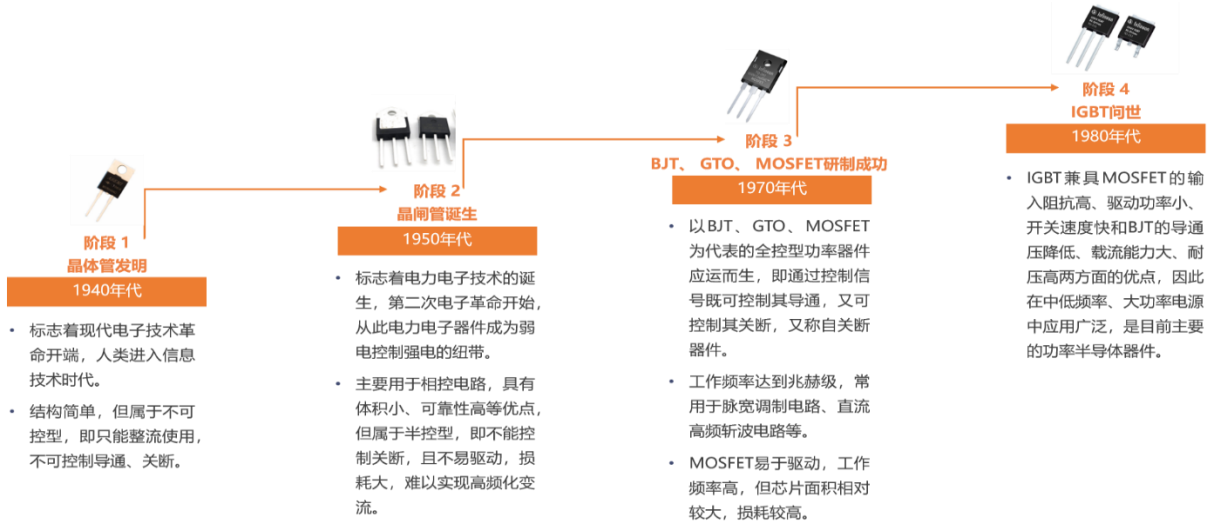 阶段 1
晶体管发明
1940年代
• 标志着现代电子技术革
命开端，人类进入信息
技术时代。
• 结构简单，但属于不可
控型，即只能整流使用，
不可控制导通、关断。
阶段 2
晶闸管诞生
1950年代
• 标志着电力电子技术的诞
生，第二次电子革命开始，
从此电力电子器件成为弱
电控制强电的纽带。
• 主要用于相控电路，具有
体积小、可靠性高等优点，
但属于半控型，即不能控
制关断，且不易驱动，损
耗大，难以实现高频化变
流。
阶段 3
BJT、 GTO、 MOSFET研制成功
1970年代
• 以BJT、GTO、MOSFET
为代表的全控型功率器件
应运而生，即通过控制信
号既可控制其导通，又可
控制其关断，又称自关断
器件。
• 工作频率达到兆赫级，常
用于脉宽调制电路、直流
高频斩波电路等。
• MOSFET易于驱动，工作
频率高，但芯片面积相对
较大，损耗较高。
阶段 4
IGBT问世
1980年代
• IGBT兼具MOSFET的输
入阻抗高、驱动功率小、
开关速度快和BJT的导通
压降低、载流能力大、耐
压高两方面的优点，因此
在中低频率、大功率电源
中应用广泛，是目前主要
的功率半导体器件。